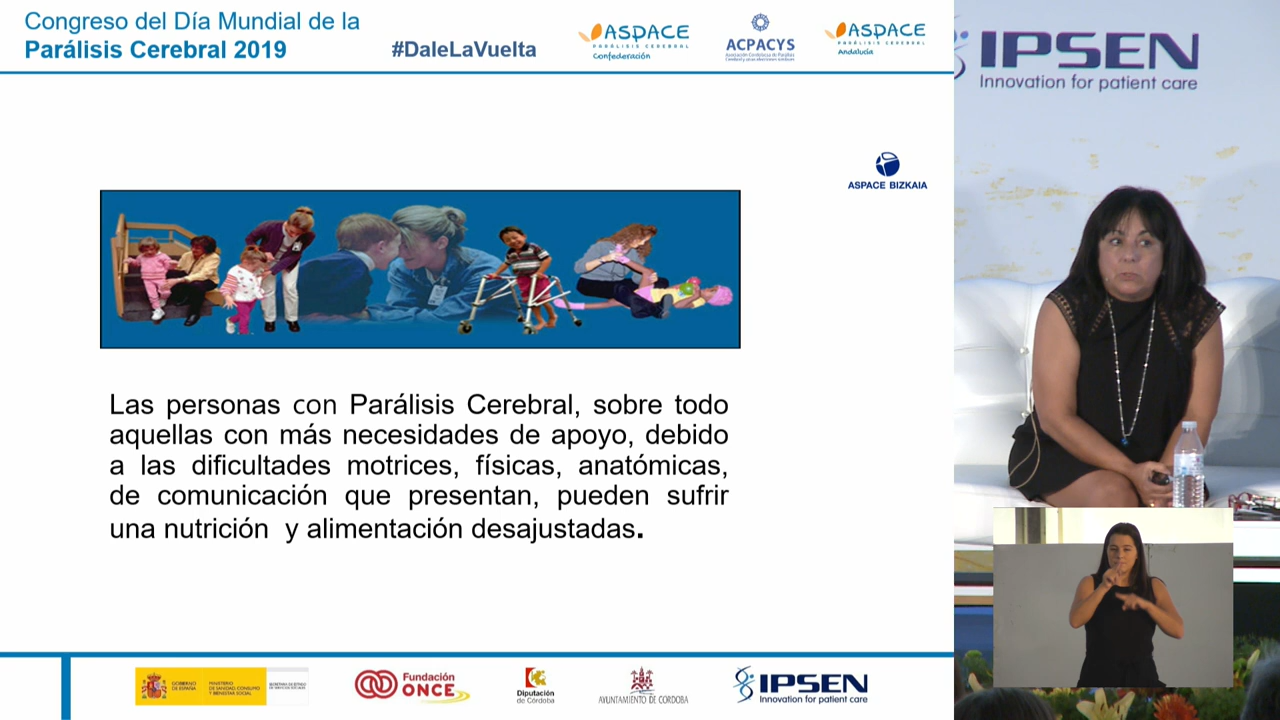 Congreso del Día Mundial de la
Parálisis Cerebral 2019
#DaleLaVuelta
ASPACE
PARÁLISIS CEREBRAL
Confederación
ACPACYS
ASPACE
PARÁLISIS CEREBRAL
Andalucía
IPSEN
Innovation for patient care
ASPACE BIZKAIA
Las personas con Parálisis Cerebral, sobre todo
aquellas con más necesidades de apoyo, debido
a las dificultades motrices, físicas, anatómicas,
de comunicación que presentan, pueden sufrir
una nutrición y alimentación desajustadas.
GOBIERNO
DE ESPAÑA
MINISTERIO
DE SANIDAD, CONSUMO
Y BIENESTAR SOCIAL
Fundación
ONCE
Diputación
de Córdoba
AYUNTAMIENTO DE CÓRDOBA
IPSEN
Innovation for patient care